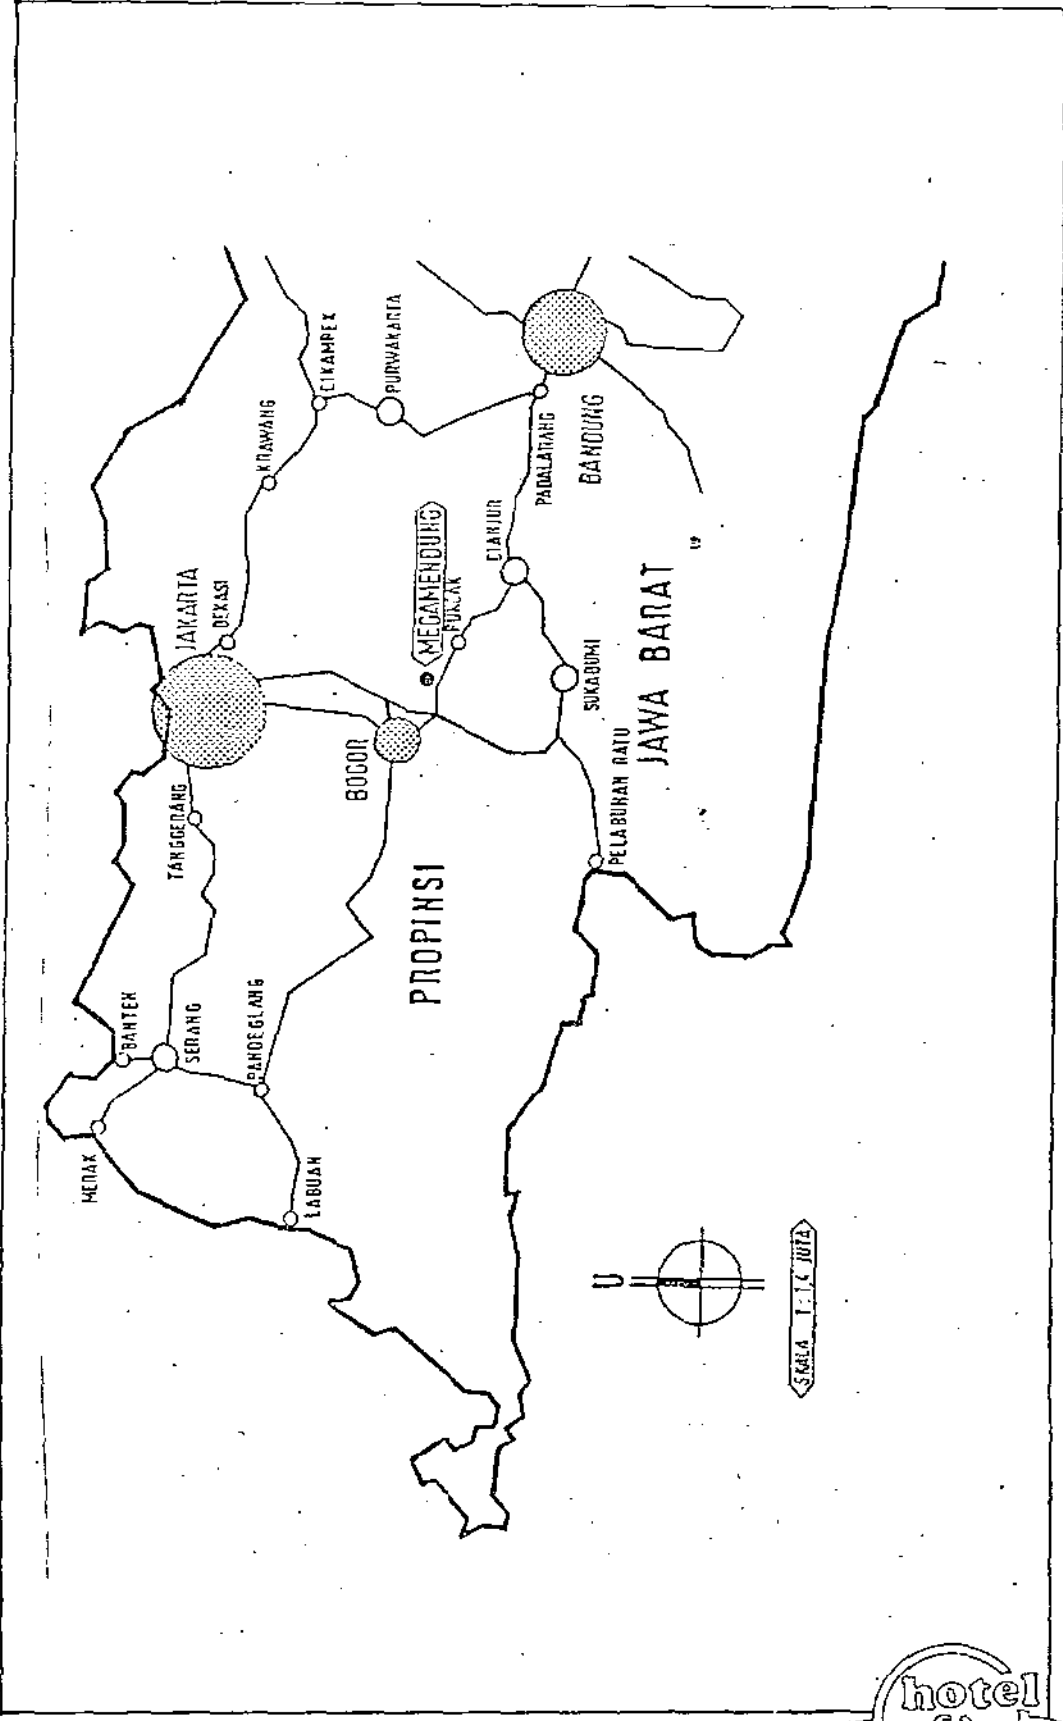 MERAK
BANTEN
SERANG
PANDEGLANG
LABUAN
TANGGERANG
JAKARTA
BEKASI
KRAWANG
CIKAMPEK
PURWAKARTA
BOGOR
MEGAMENDUNG
PUNCAK
CIANJUR
PADALARANG
BANDUNG
SUKABUMI
PELABUHAN RATU
PROPINSI
JAWA BARAT
U
SKALA 1 : 1,4 JUTA
hotel